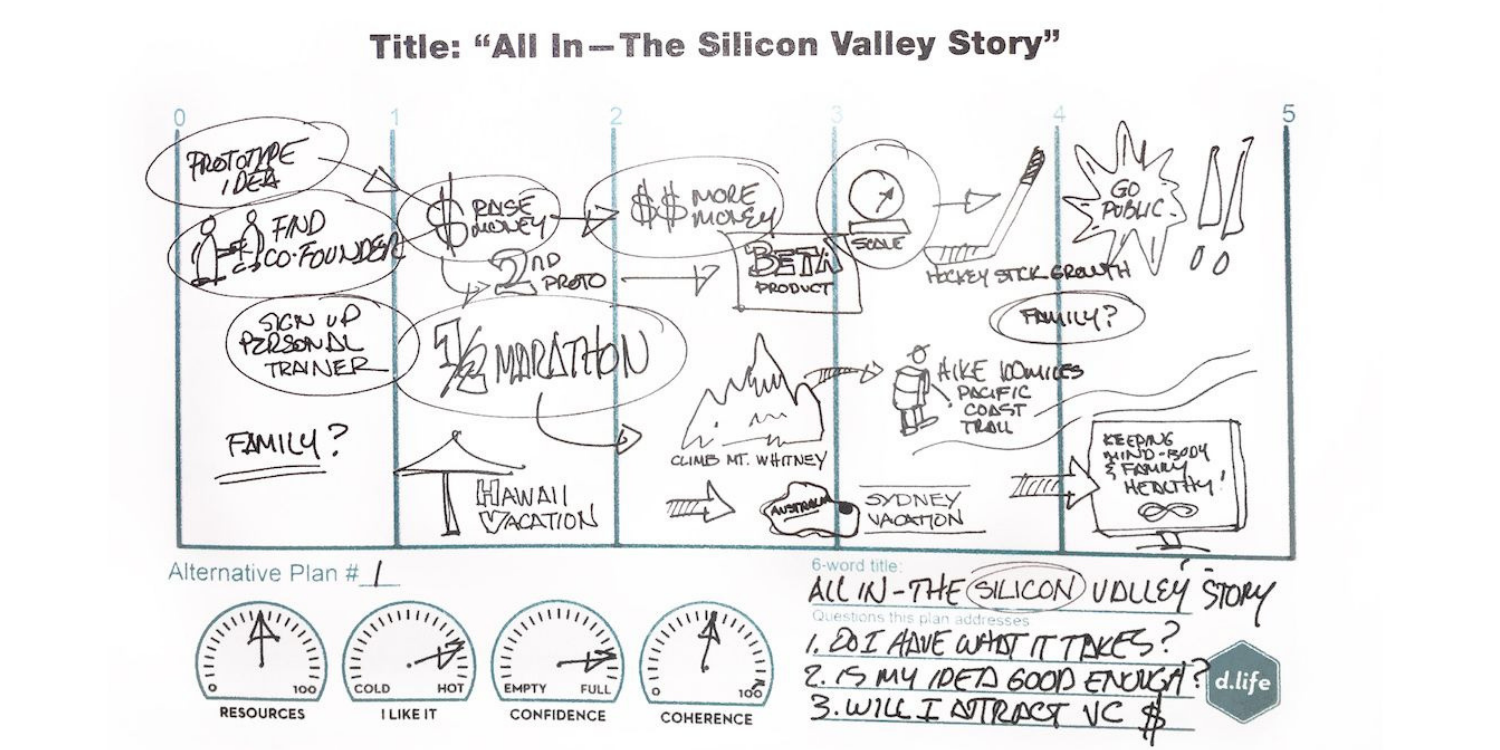 Title: “All In—The Silicon Valley Story”
0 1 2 3 4 5
PROTOTYPE
IDEA
FIND
CO-FOUNDER
SIGN UP
PERSONAL
TRAINER
FAMILY?
$ RAISE
MONEY
2ND
PROTO
1/2 MARATHON
HAWAII
VACATION
$$ MORE
MONEY
BETA
PRODUCT
CLIMB MT. WHITNEY
AUSTRALIA
SCALE
HOCKEY STICK GROWTH
HIKE 100 MILES
PACIFIC
COAST
TRAIL
SYDNEY
VACATION
GO
PUBLIC
!!
FAMILY?
KEEPING
MIND-BODY
& FAMILY
HEALTHY!
Alternative Plan # 1
0 100
RESOURCES
COLD HOT
I LIKE IT
EMPTY FULL
CONFIDENCE
0 100
COHERENCE
6-word title:
ALL IN - THE SILICON VALLEY STORY
Questions this plan addresses
1. DO I HAVE WHAT IT TAKES?
2. IS MY IDEA GOOD ENOUGH?
3. WILL I ATTRACT VC $
d.life